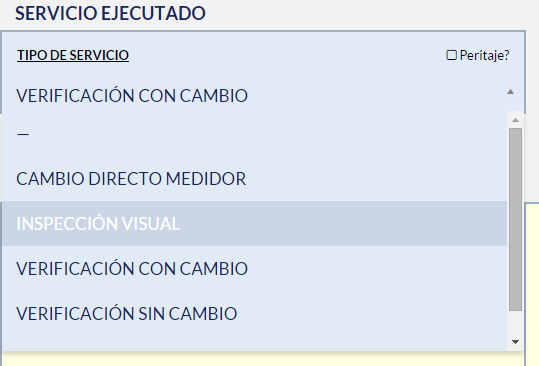 SERVICIO EJECUTADO
TIPO DE SERVICIO Peritaje?
VERIFICACIÓN CON CAMBIO
—
CAMBIO DIRECTO MEDIDOR
INSPECCIÓN VISUAL
VERIFICACIÓN CON CAMBIO
VERIFICACIÓN SIN CAMBIO